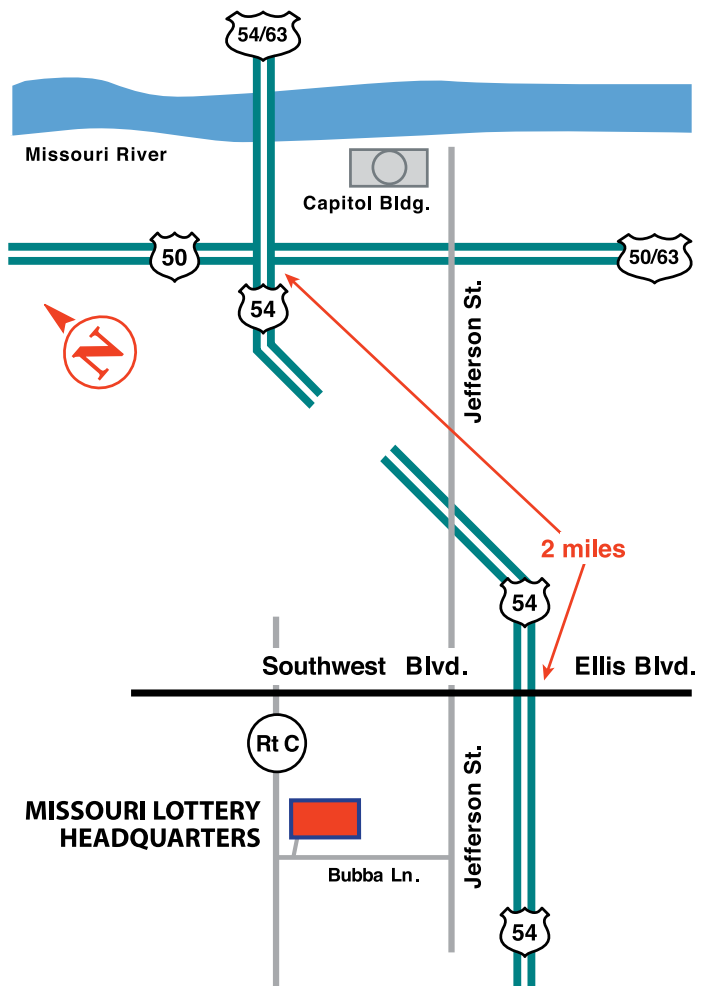 54/63
Missouri River
Capitol Bldg.
50
50/63
54
Jefferson St.
N
2 miles
54
Southwest Blvd.
Ellis Blvd.
Rt C
Jefferson St.
MISSOURI LOTTERY
HEADQUARTERS
Bubba Ln.
54